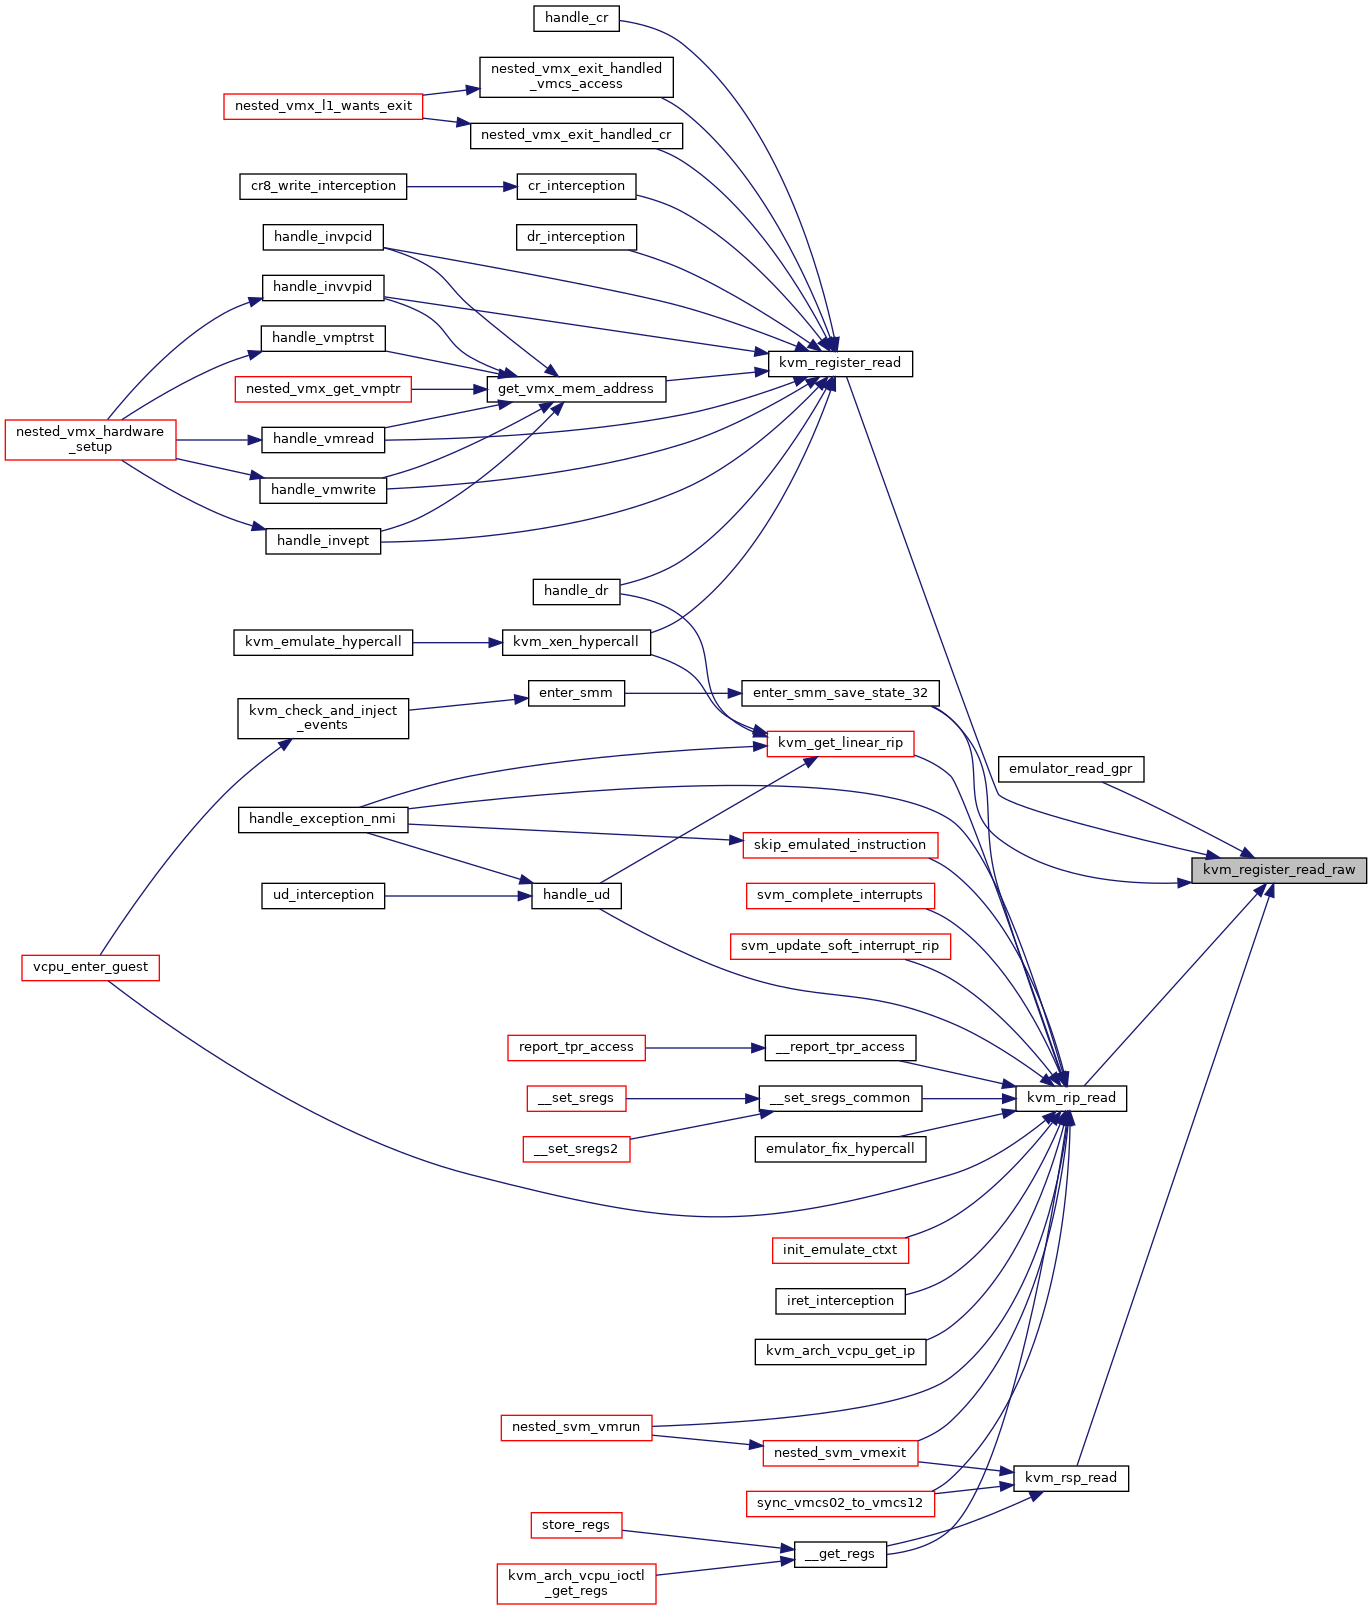 handle_cr
nested_vmx_exit_handled
_vmcs_access
nested_vmx_l1_wants_exit
nested_vmx_exit_handled_cr
cr8_write_interception
cr_interception
handle_invpcid
dr_interception
handle_invvpid
handle_vmptrst
kvm_register_read
nested_vmx_get_vmptr
get_vmx_mem_address
nested_vmx_hardware
_setup
handle_vmread
handle_vmwrite
handle_invept
handle_dr
kvm_emulate_hypercall
kvm_xen_hypercall
enter_smm
enter_smm_save_state_32
kvm_check_and_inject
_events
kvm_get_linear_rip
emulator_read_gpr
handle_exception_nmi
skip_emulated_instruction
kvm_register_read_raw
ud_interception
handle_ud
svm_complete_interrupts
svm_update_soft_interrupt_rip
vcpu_enter_guest
report_tpr_access
__report_tpr_access
__set_sregs
__set_sregs_common
kvm_rip_read
__set_sregs2
emulator_fix_hypercall
init_emulate_ctxt
iret_interception
kvm_arch_vcpu_get_ip
nested_svm_vmrun
nested_svm_vmexit
kvm_rsp_read
sync_vmcs02_to_vmcs12
store_regs
__get_regs
kvm_arch_vcpu_ioctl
_get_regs